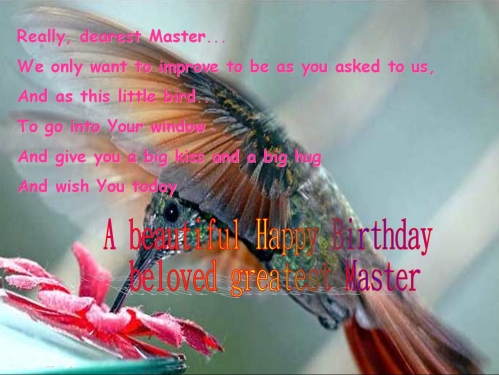 Really, dearest Master...
We only want to improve to be as you asked to us,
And as this little bird..
To go into Your window
And give you a big kiss and a big hug
And wish You today
A beautiful Happy Birthday
beloved greatest Master